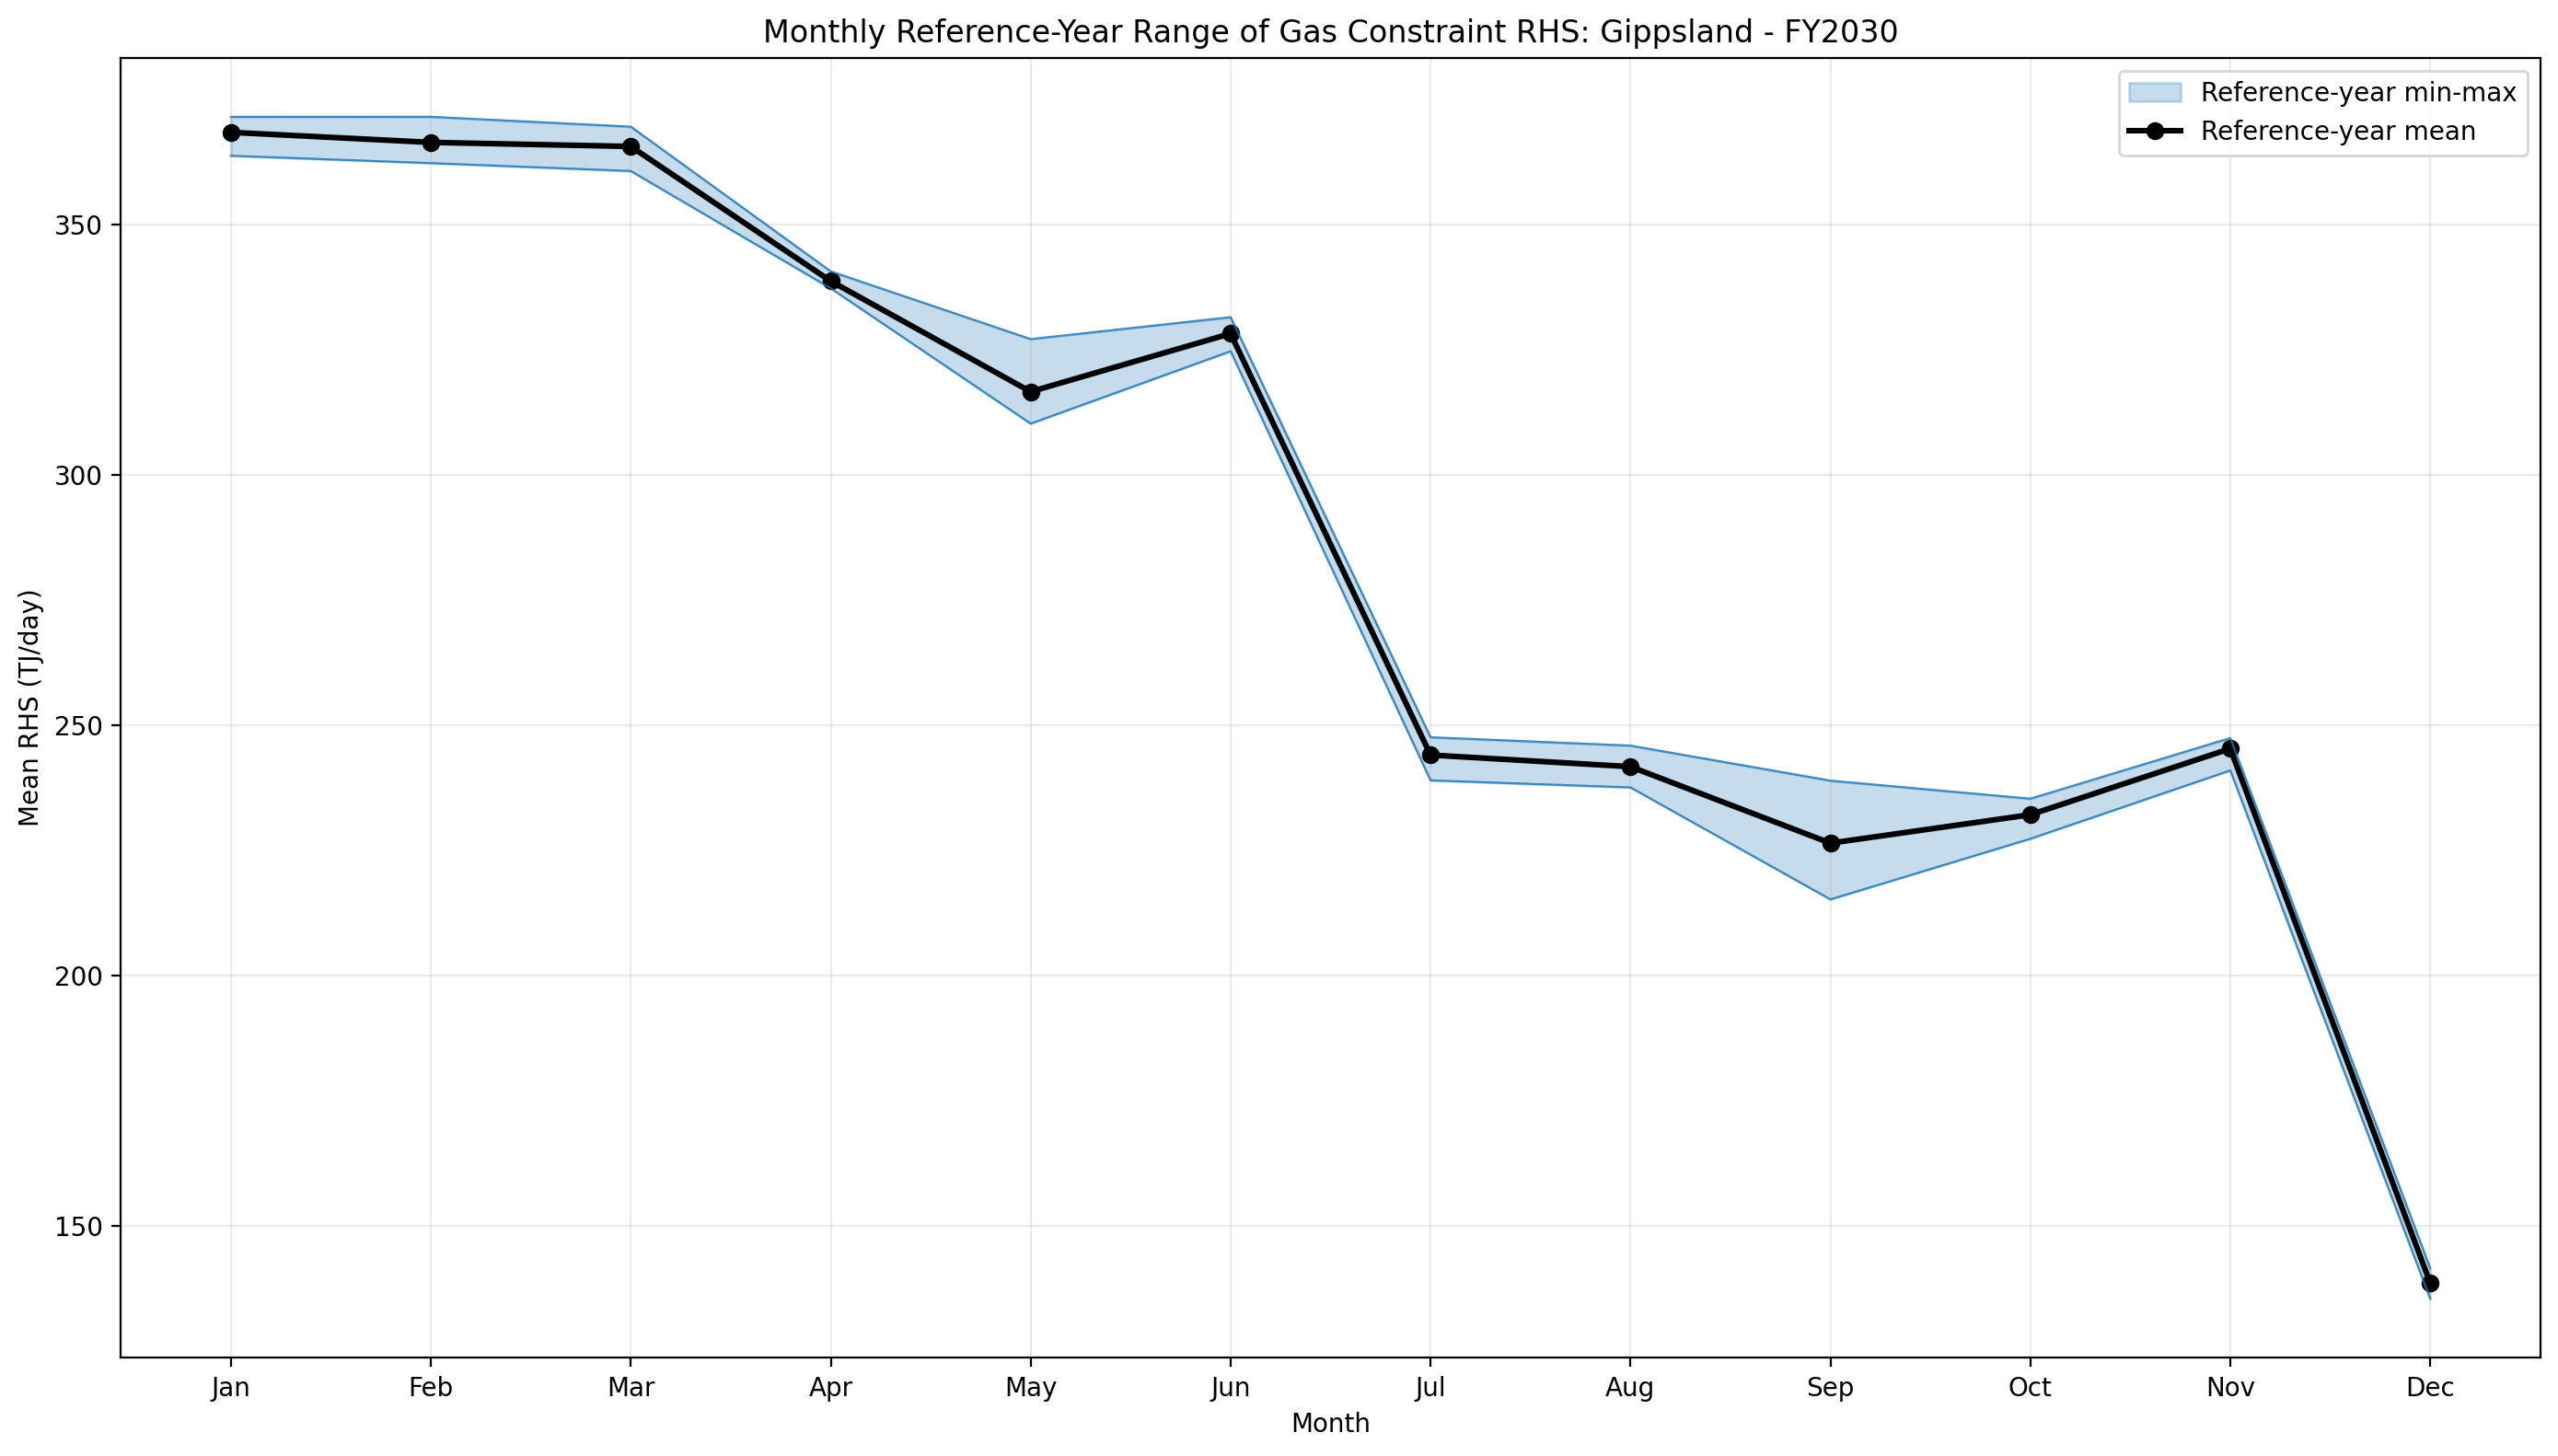 Monthly Reference-Year Range of Gas Constraint RHS: Gippsland - FY2030
Reference-year min-max
Reference-year mean
350
300
250
200
150
Mean RHS (TJ/day)
Jan Feb Mar Apr May Jun Jul Aug Sep Oct Nov Dec
Month